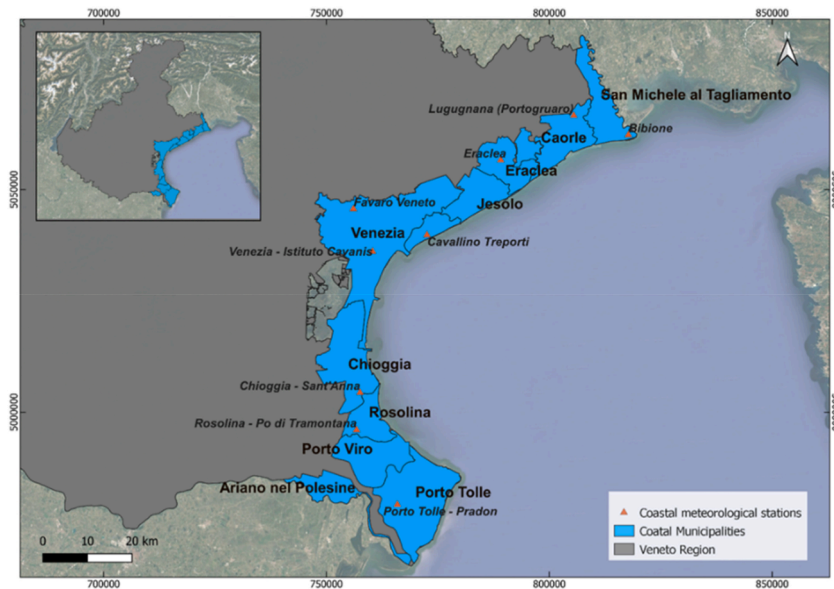 700000 750000 800000 850000
N
San Michele al Tagliamento
Lugugnana (Portogruaro)
Bibione
Caorle
Eraclea
Eraclea
5050000
Jesolo
Favaro Veneto
Venezia
Cavallino Treporti
Venezia - Istituto Cavanis
Chioggia
Chioggia - Sant'Anna
5000000
Rosolina
Rosolina - Po di Tramontana
Porto Viro
Ariano nel Polesine
Porto Tolle
Porto Tolle - Pradon
Coastal meteorological stations
Coatal Municipalities
Veneto Region
0 10 20 km
700000 750000 800000 850000